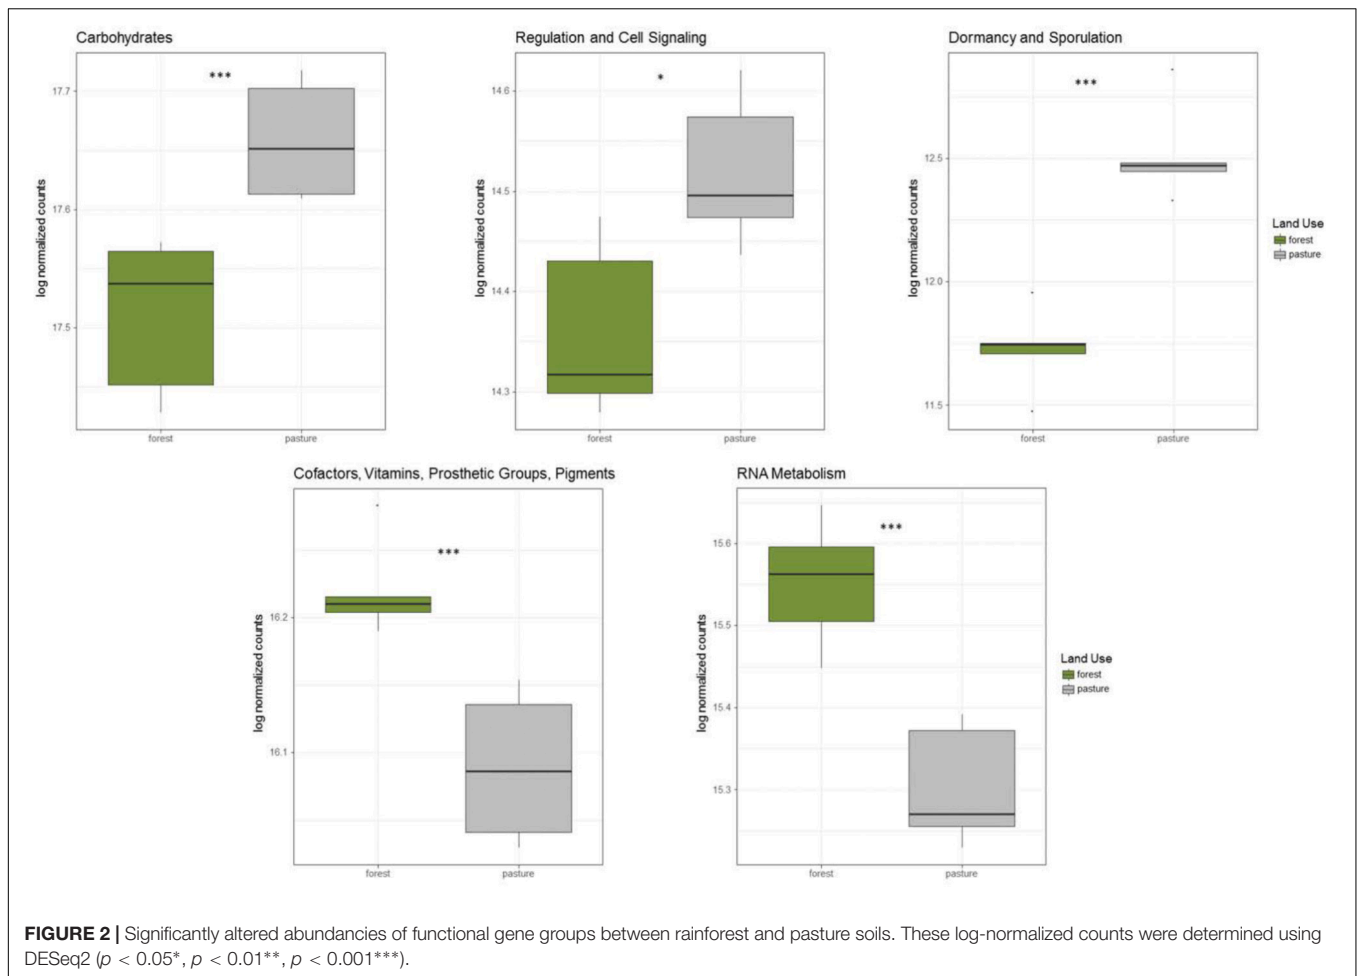 Carbohydrates
***
17.7
17.6
17.5
log normalized counts
forest
pasture
Regulation and Cell Signaling
*
14.6
14.5
14.4
14.3
log normalized counts
forest
pasture
Dormancy and Sporulation
***
12.5
12.0
11.5
log normalized counts
forest
pasture
Land Use
forest
pasture
Cofactors, Vitamins, Prosthetic Groups, Pigments
***
16.2
16.1
log normalized counts
forest
pasture
RNA Metabolism
***
15.6
15.5
15.4
15.3
log normalized counts
forest
pasture
Land Use
forest
pasture
FIGURE 2 | Significantly altered abundancies of functional gene groups between rainforest and pasture soils. These log-normalized counts were determined using
DESeq2 (p < 0.05*, p < 0.01**, p < 0.001***).